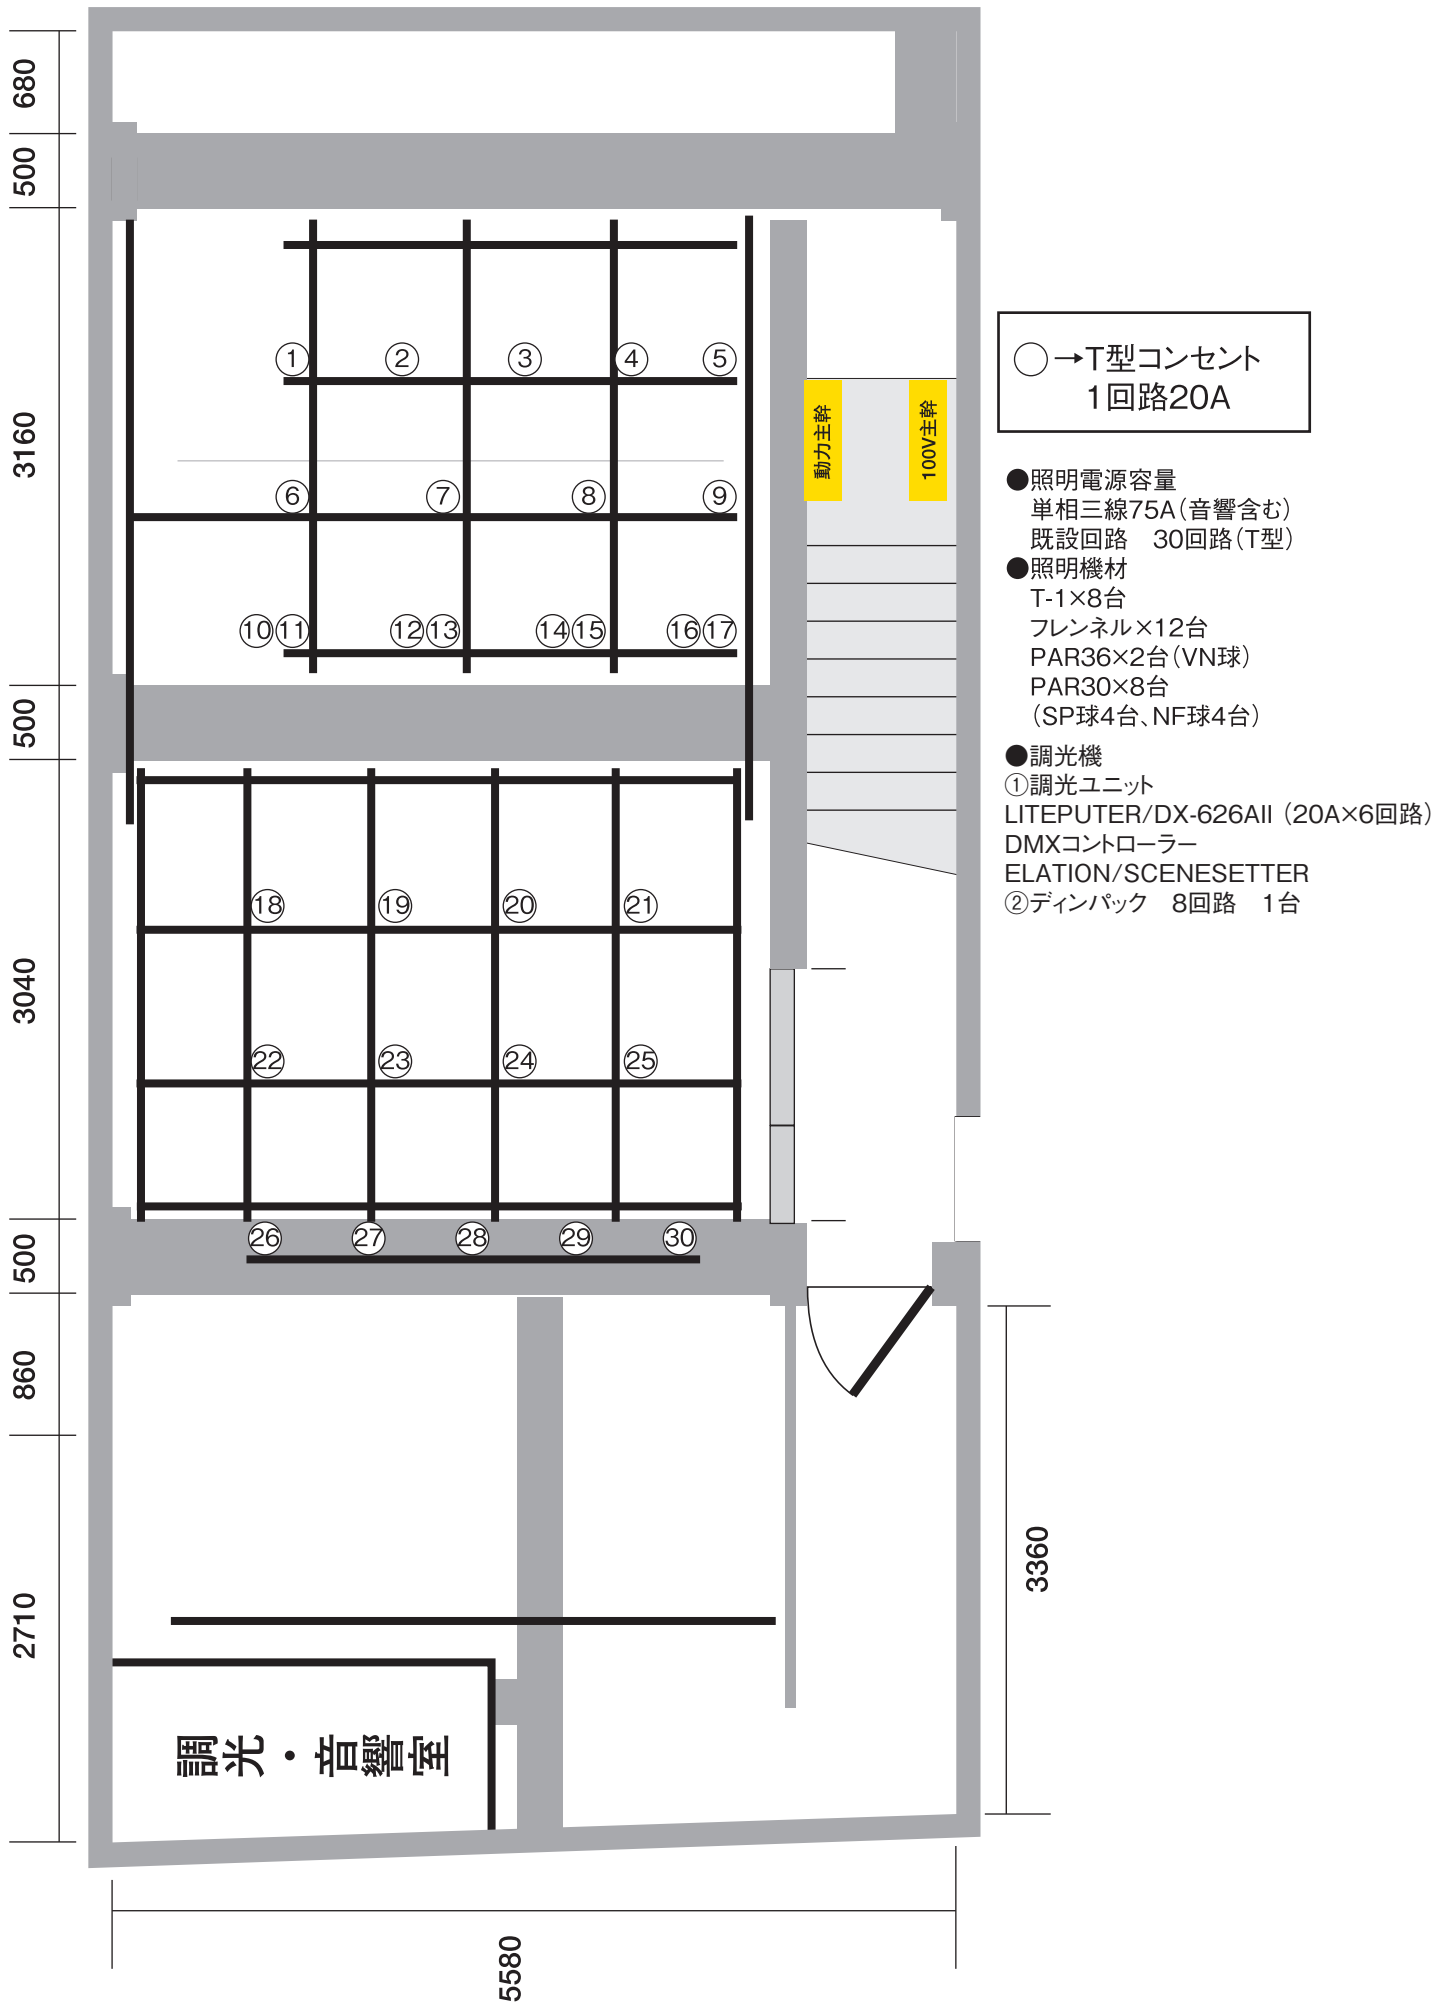 680
500
3160
500
3040
500
860
2710
① ② ③ ④ ⑤
⑥ ⑦ ⑧ ⑨
⑩⑪ ⑫⑬ ⑭⑮ ⑯⑰
⑱ ⑲ ⑳ ㉑
㉒ ㉓ ㉔ ㉕
㉖ ㉗ ㉘ ㉙ ㉚
動力主幹
100V主幹
調光・音響室
3360
5580
○→T型コンセント
1回路20A
●照明電源容量
単相三線75A(音響含む)
既設回路 30回路(T型)
●照明機材
T-1×8台
フレンネル×12台
PAR36×2台(VN球)
PAR30×8台
(SP球4台、NF球4台)
●調光機
①調光ユニット
LITEPUTER/DX-626AII (20A×6回路)
DMXコントローラー
ELATION/SCENESETTER
②ディンパック 8回路 1台